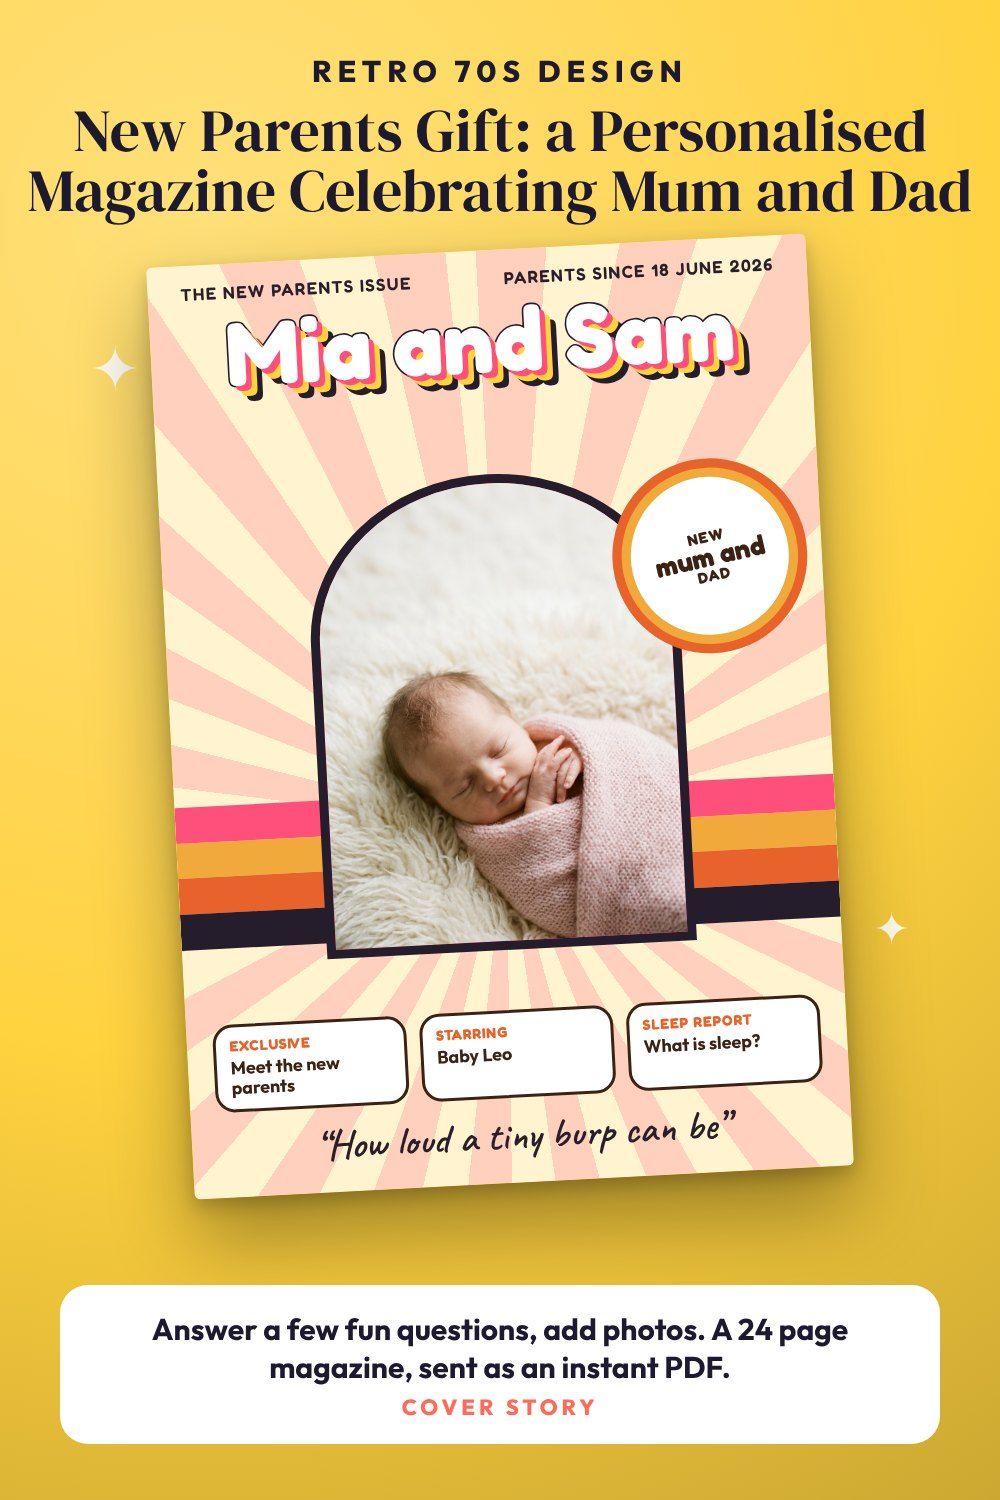 RETRO 70S DESIGN
New Parents Gift: a Personalised
Magazine Celebrating Mum and Dad
THE NEW PARENTS ISSUE
PARENTS SINCE 18 JUNE 2026
Mia and Sam
NEW
mum and
DAD
EXCLUSIVE
Meet the new
parents
STARRING
Baby Leo
SLEEP REPORT
What is sleep?
“How loud a tiny burp can be”
Answer a few fun questions, add photos. A 24 page
magazine, sent as an instant PDF.
COVER STORY